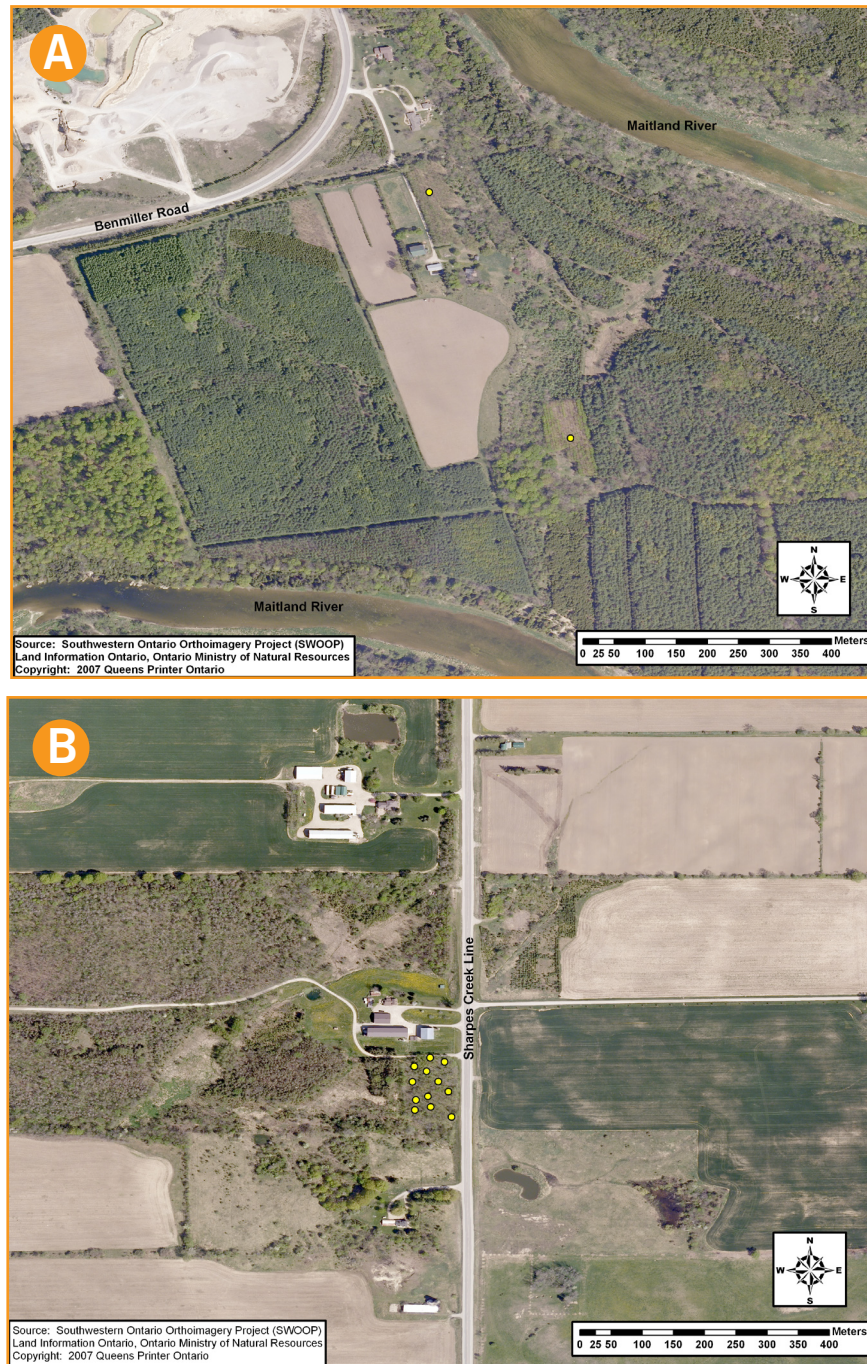 A
Maitland River
Benmiller Road
Maitland River
N
W E
S
0 25 50 100 150 200 250 300 350 400 Meters
Source: Southwestern Ontario Orthoimagery Project (SWOOP)
Land Information Ontario, Ontario Ministry of Natural Resources
Copyright: 2007 Queens Printer Ontario
B
Sharpes Creek Line
N
W E
S
Meters
0 25 50 100 150 200 250 300 350 400
Source: Southwestern Ontario Orthoimagery Project (SWOOP)
Land Information Ontario, Ontario Ministry of Natural Resources
Copyright: 2007 Queens Printer Ontario